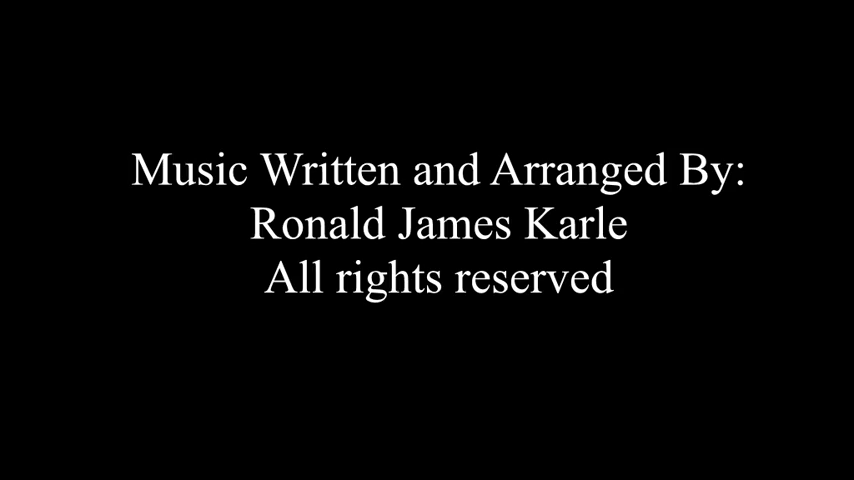 Music Written and Arranged By:
Ronald James Karle
All rights reserved